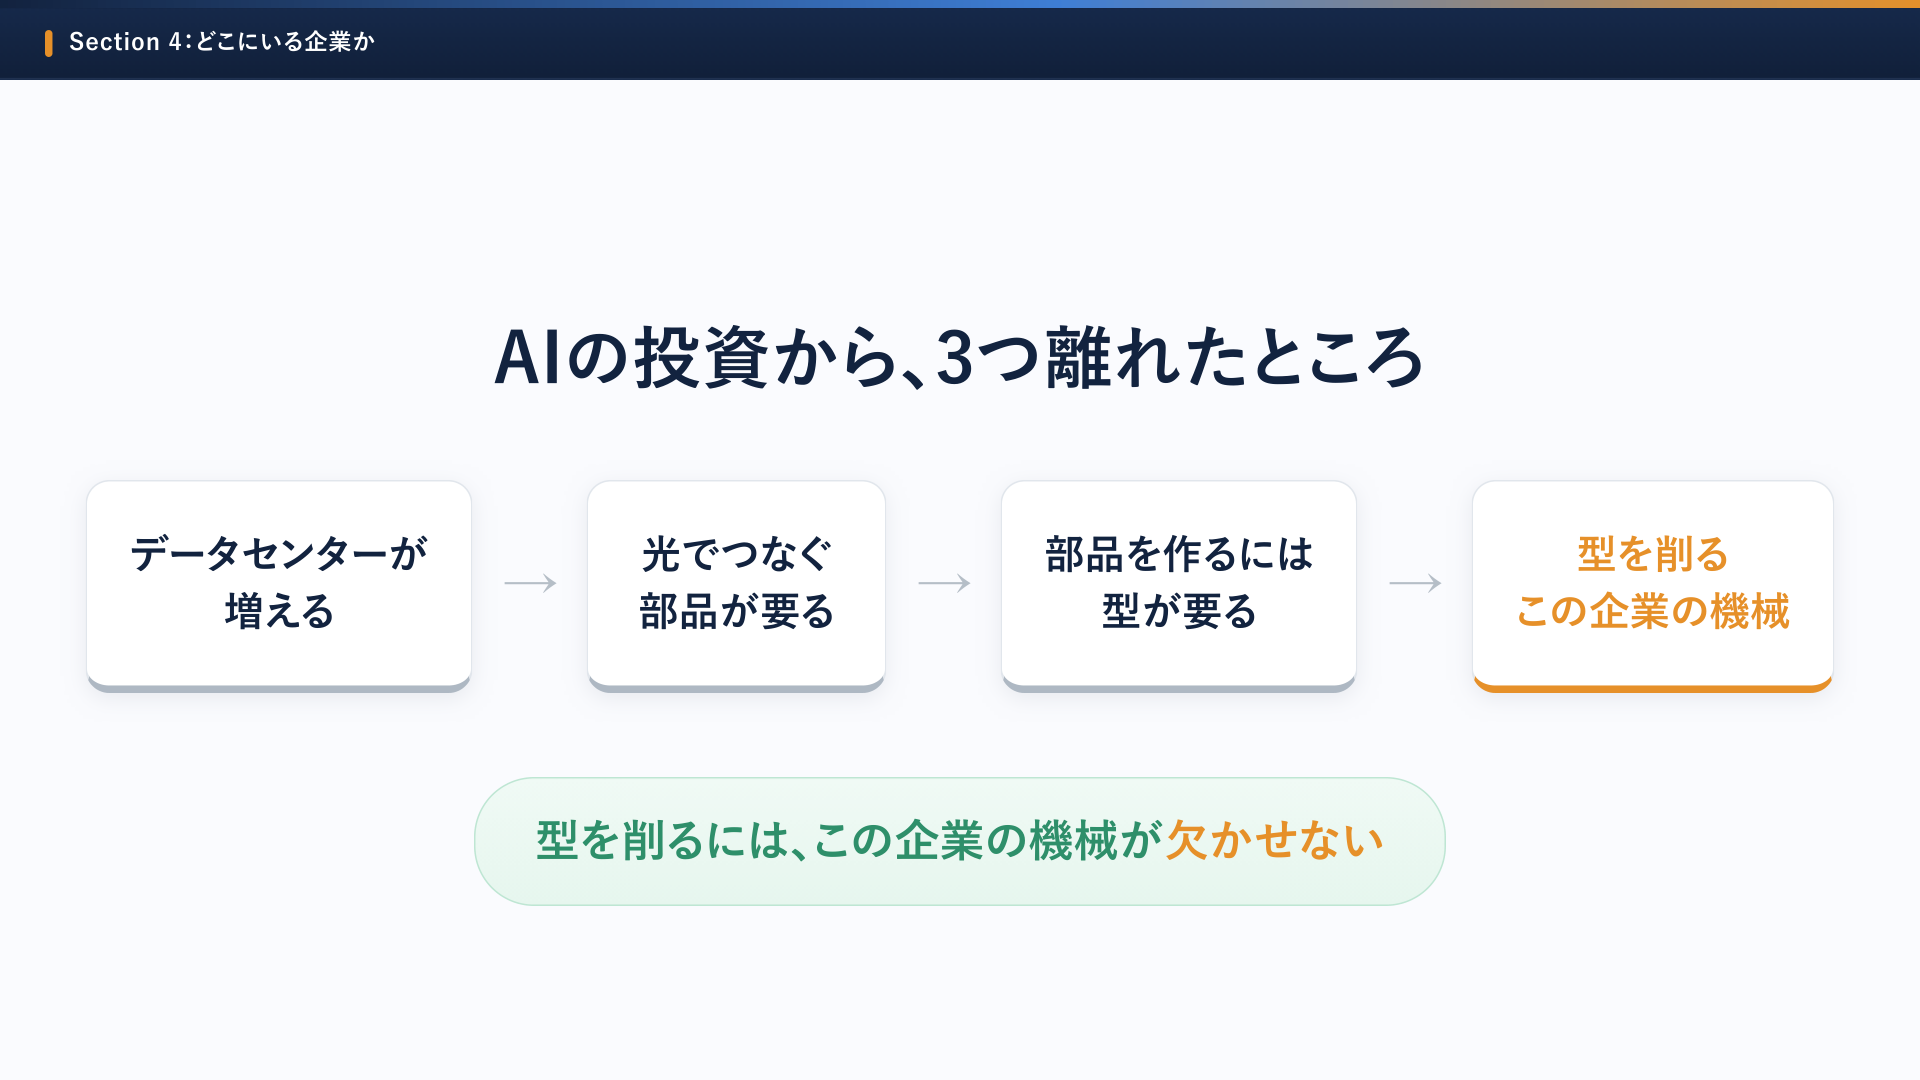 Section 4：どこにいる企業か
AIの投資から、3つ離れたところ
データセンターが
増える
光でつなぐ
部品が要る
部品を作るには
型が要る
型を削る
この企業の機械
型を削るには、この企業の機械が欠かせない